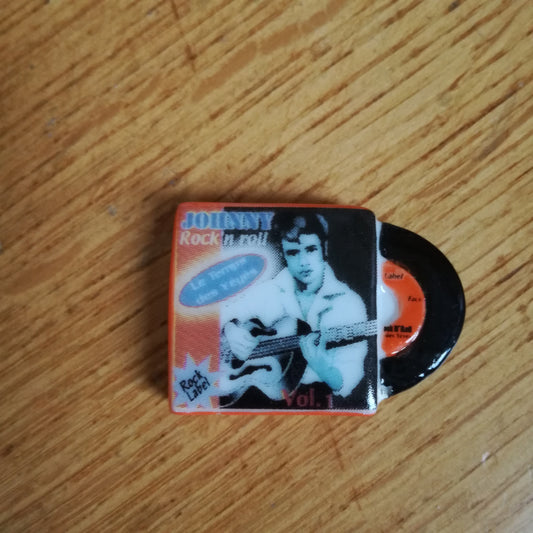 JOHNNY
Rock'n roll
Le Temps
des Yéyés
Rock
Label
Vol. 1
Label